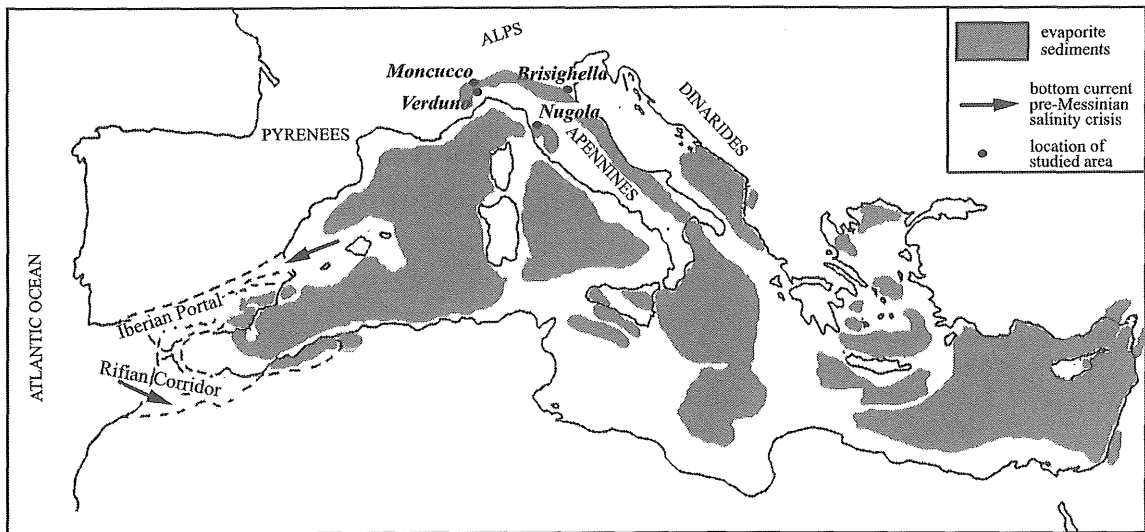 ALPS
Moncucco
Brisighella
Verduno
Nugola
PYRENEES
APENNINES
DINARIDES
ATLANTIC OCEAN
Iberian Portal
Rifian Corridor
evaporite
sediments
bottom current
pre-Messinian
salinity crisis
location of
studied area